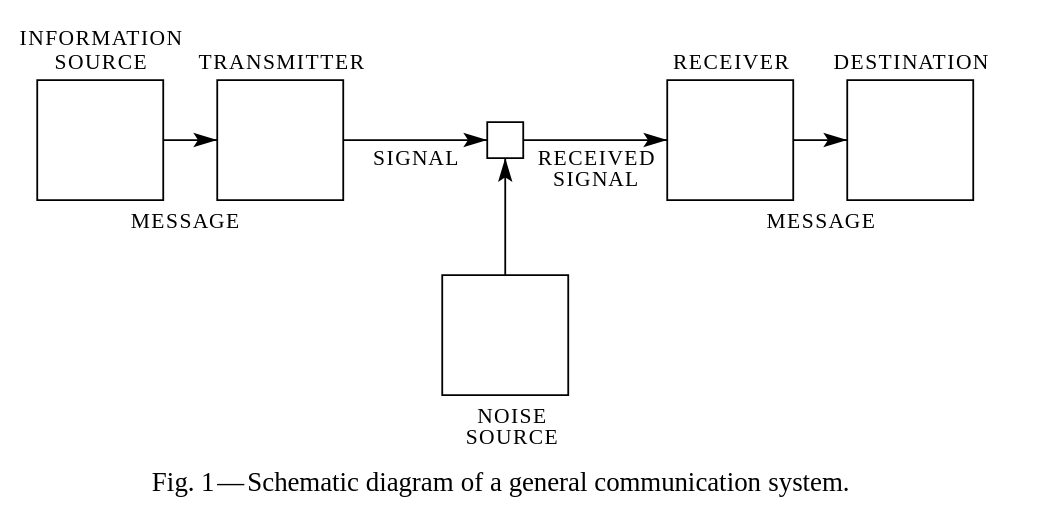 INFORMATION
SOURCE
TRANSMITTER
RECEIVER
DESTINATION
SIGNAL
RECEIVED
SIGNAL
MESSAGE
MESSAGE
NOISE
SOURCE
Fig. 1—Schematic diagram of a general communication system.